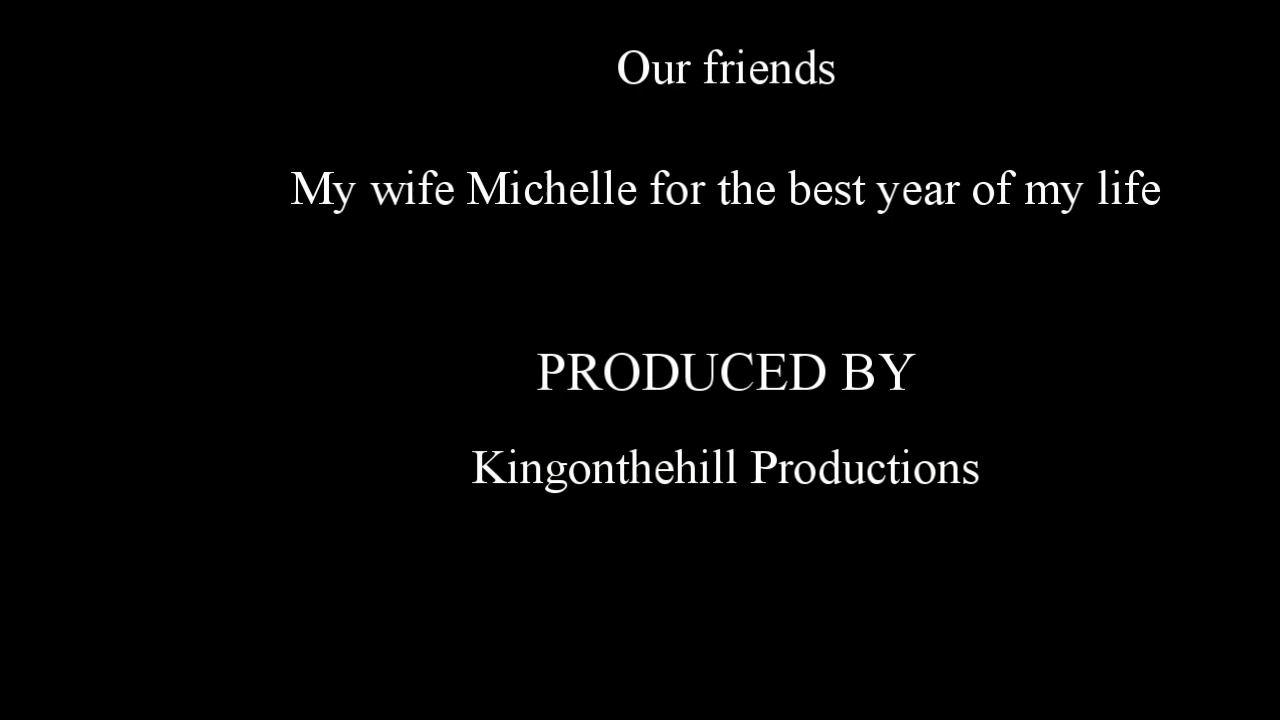 Our friends
My wife Michelle for the best year of my life
PRODUCED BY
Kingonthehill Productions